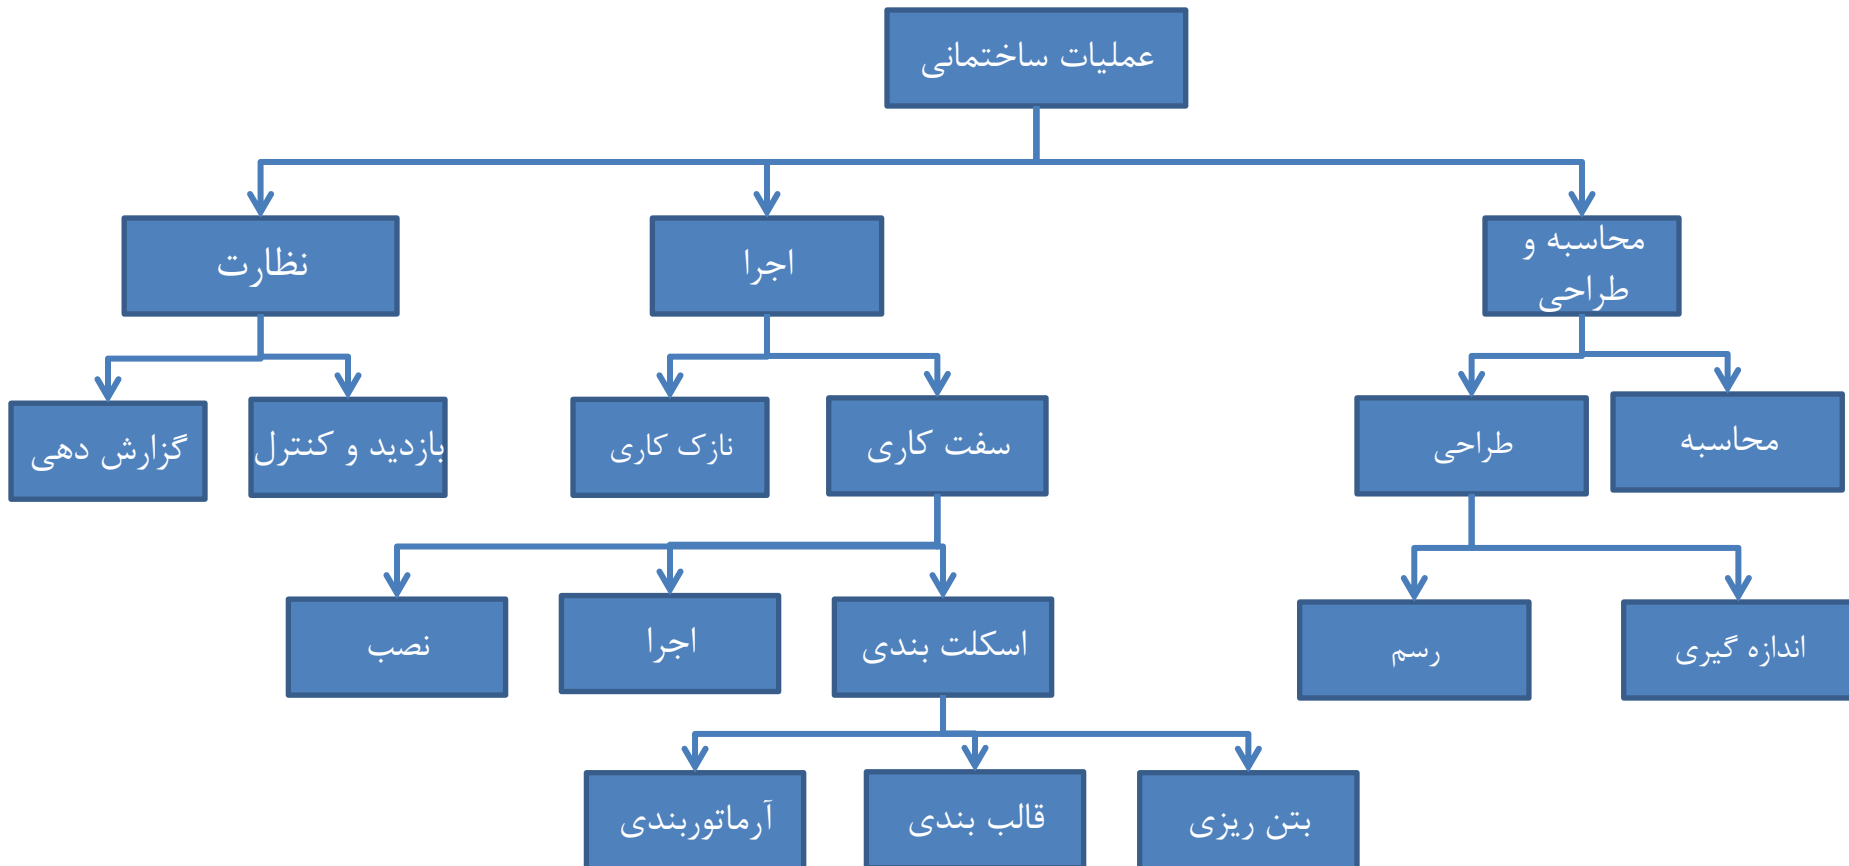 عملیات ساختمانی
محاسبه و
طراحی
اجرا
نظارت
محاسبه
طراحی
سفت کاری
نازک کاری
بازدید و کنترل
گزارش دهی
اندازه گیری
رسم
اسکلت بندی
اجرا
نصب
بتن ریزی
قالب بندی
آرماتوربندی